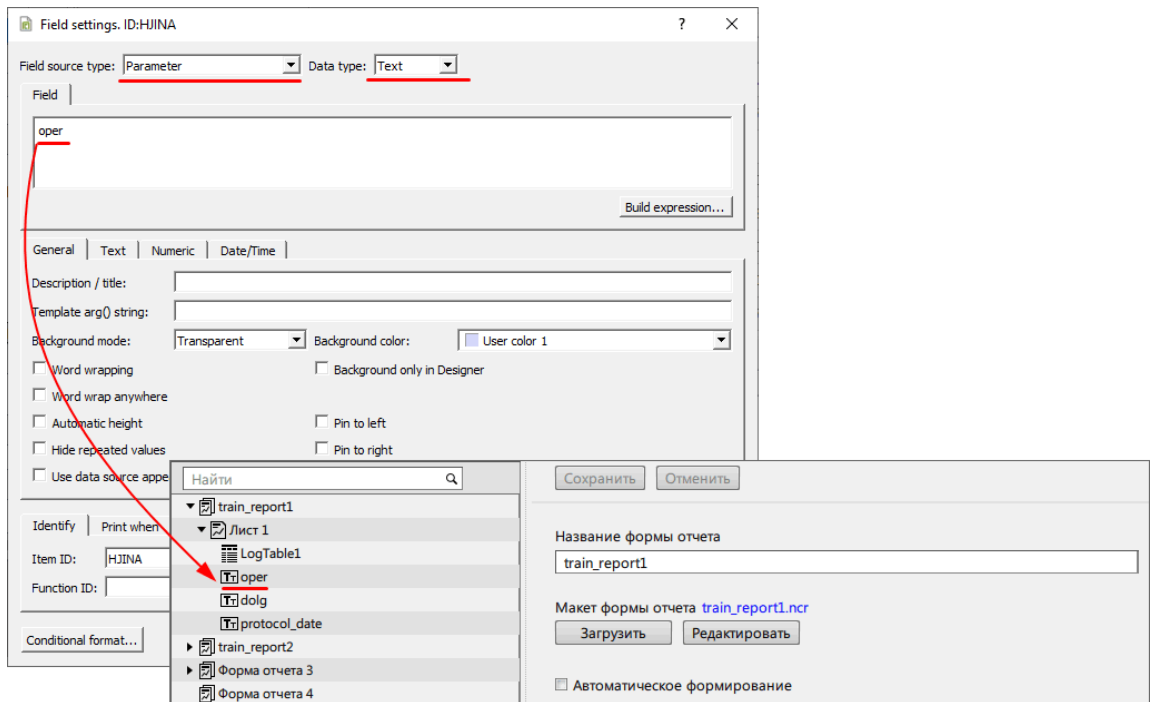 Field settings. ID:HJINA
Field source type: Parameter Data type: Text
Field
oper
Build expression...
General Text Numeric Date/Time
Description / title:
Template arg() string:
Background mode: Transparent Background color: User color 1
Word wrapping Background only in Designer
Word wrap anywhere
Automatic height Pin to left
Hide repeated values Pin to right
Use data source appe
Identify Print when
Item ID: HJINA
Function ID:
Conditional format...
Найти
train_report1
Лист 1
LogTable1
oper
dolg
protocol_date
train_report2
Форма отчета 3
Форма отчета 4
Сохранить Отменить
Название формы отчета
train_report1
Макет формы отчета train_report1.ncr
Загрузить Редактировать
Автоматическое формирование